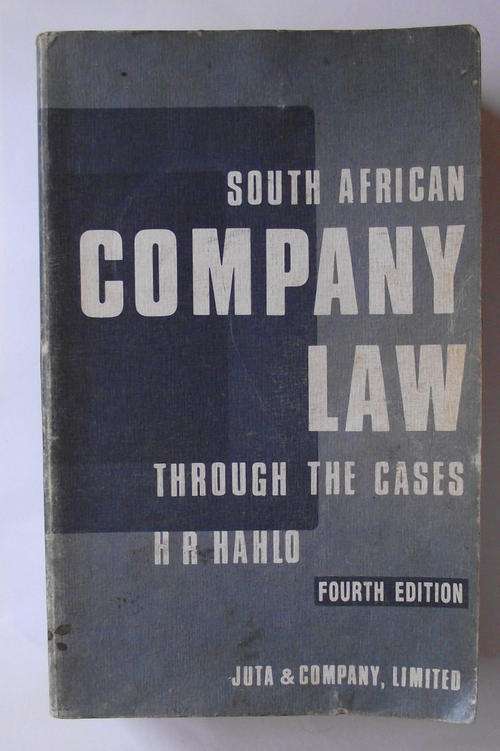 SOUTH AFRICAN
COMPANY
LAW
THROUGH THE CASES
H R HAHLO
FOURTH EDITION
JUTA & COMPANY, LIMITED